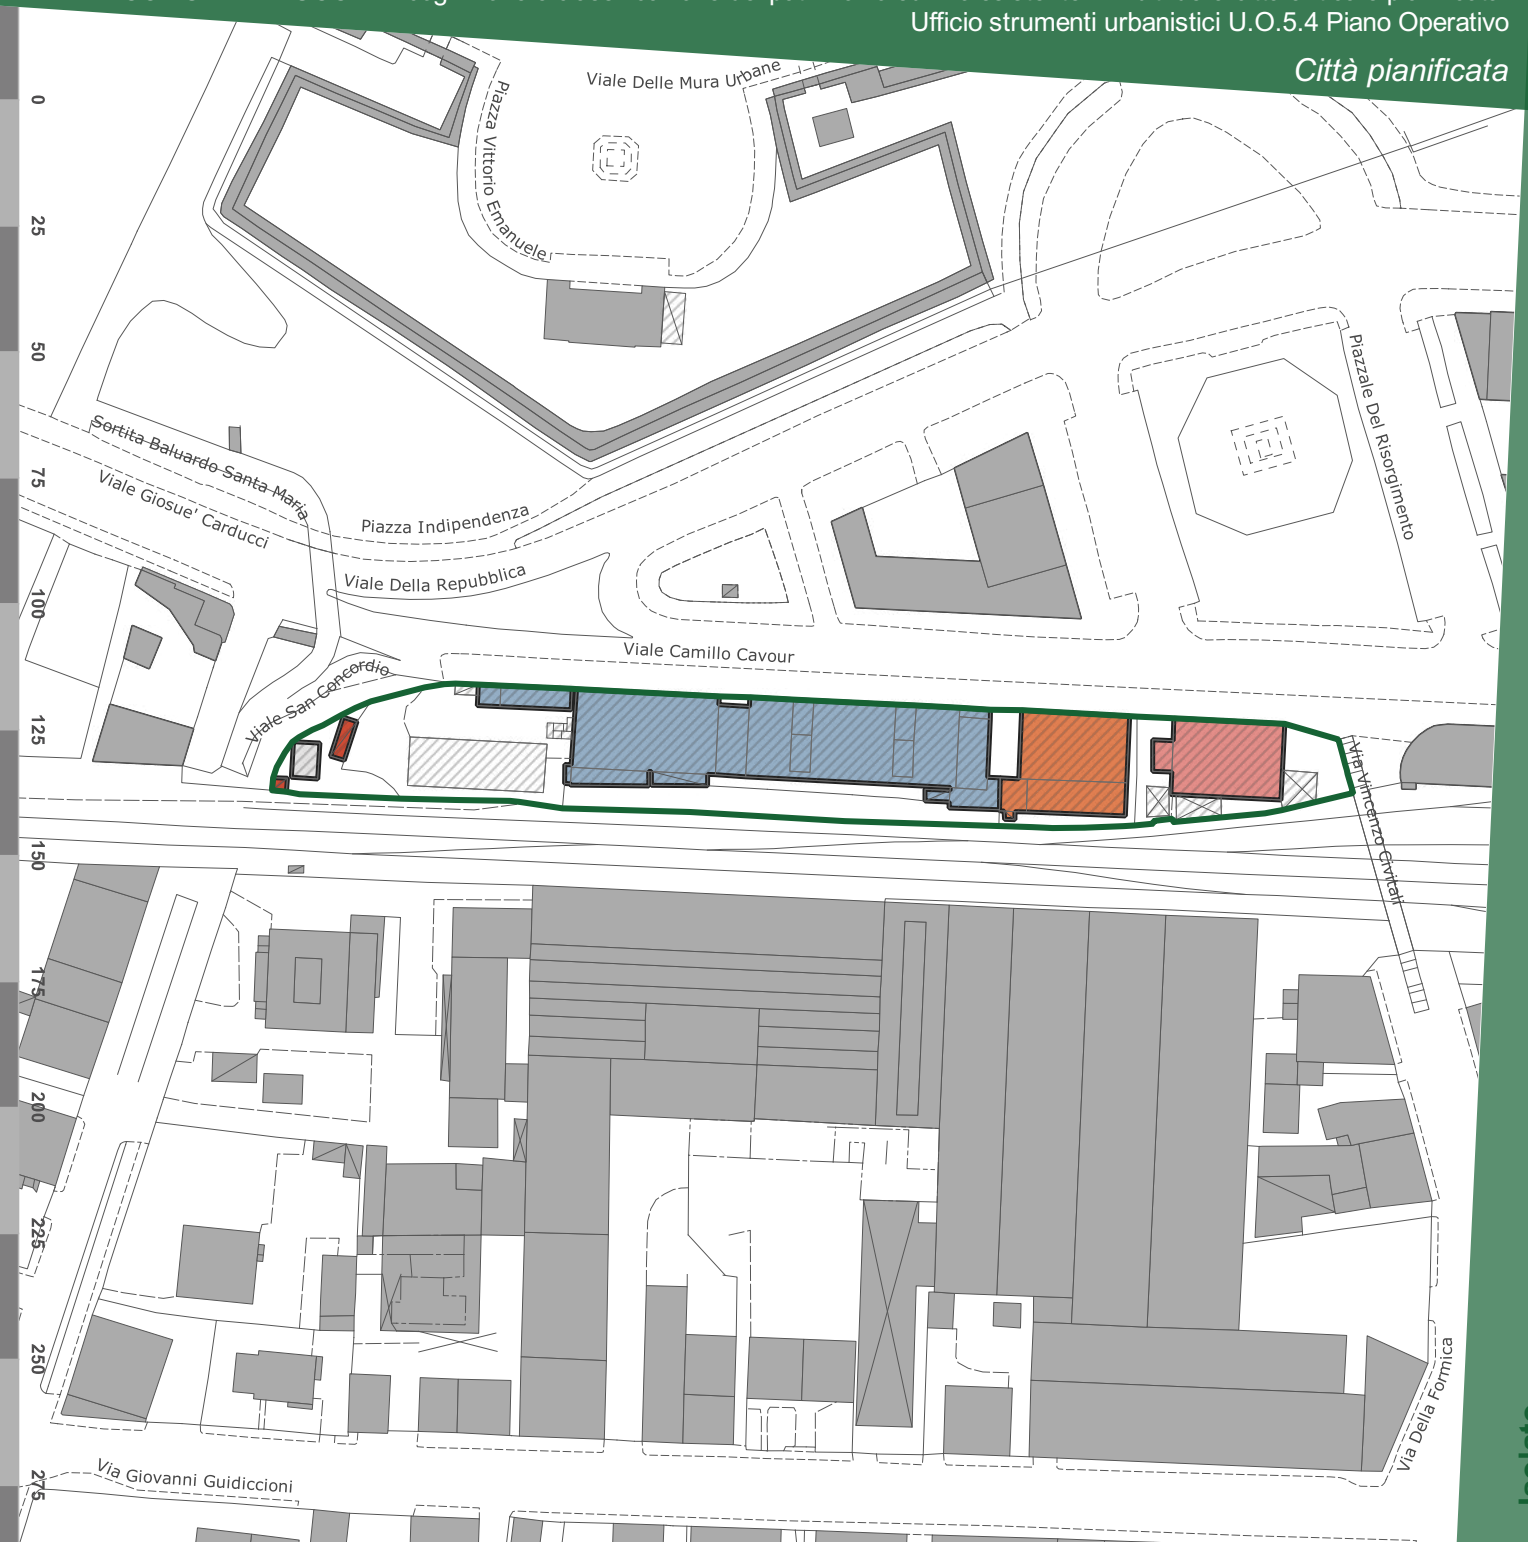 Ufficio strumenti urbanistici U.O.5.4 Piano Operativo
Città pianificata
Viale Delle Mura Urbane
Piazza Vittorio Emanuele
0
25
50
75
100
125
150
175
200
225
250
275
Piazzale Del Risorgimento
Sortita Baluardo Santa Maria
Viale Giosue' Carducci
Piazza Indipendenza
Viale Della Repubblica
Viale Camillo Cavour
Viale San Concordio
Via Vincenzo Civitali
Via Della Formica
Via Giovanni Guidiccioni